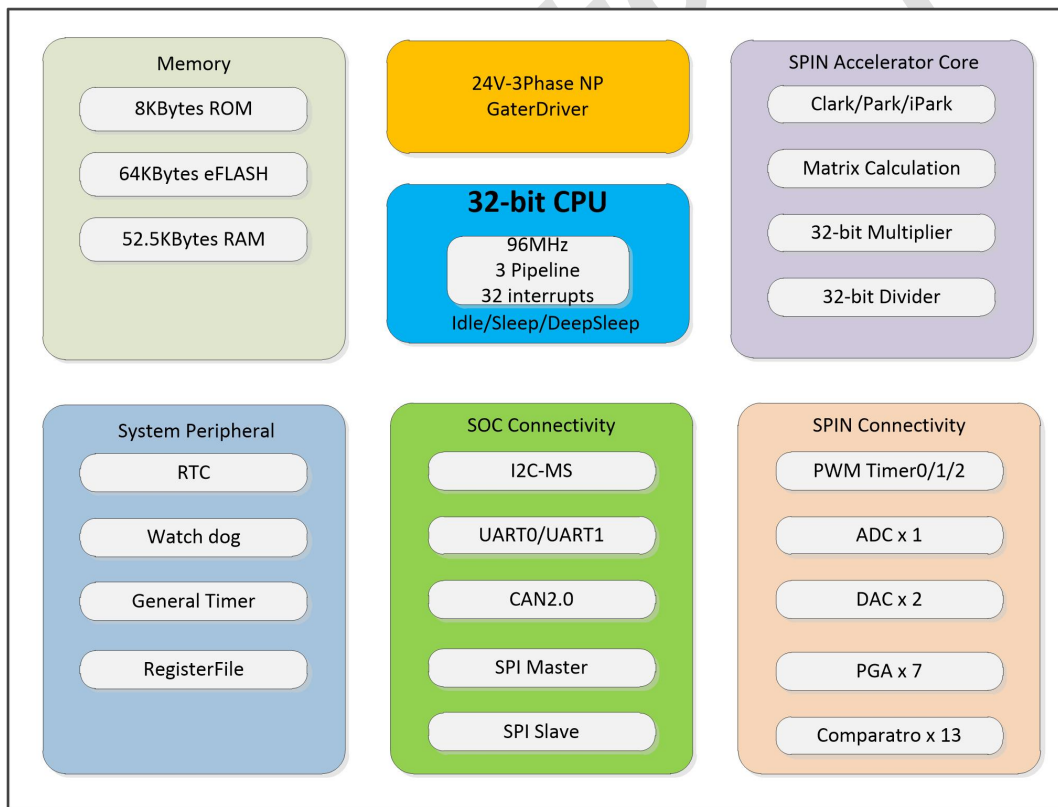 Memory
8KBytes ROM
64KBytes eFLASH
52.5KBytes RAM
24V-3Phase NP
GaterDriver
32-bit CPU
96MHz
3 Pipeline
32 interrupts
Idle/Sleep/DeepSleep
SPIN Accelerator Core
Clark/Park/iPark
Matrix Calculation
32-bit Multiplier
32-bit Divider
System Peripheral
RTC
Watch dog
General Timer
RegisterFile
SOC Connectivity
I2C-MS
UART0/UART1
CAN2.0
SPI Master
SPI Slave
SPIN Connectivity
PWM Timer0/1/2
ADC x 1
DAC x 2
PGA x 7
Comparatro x 13